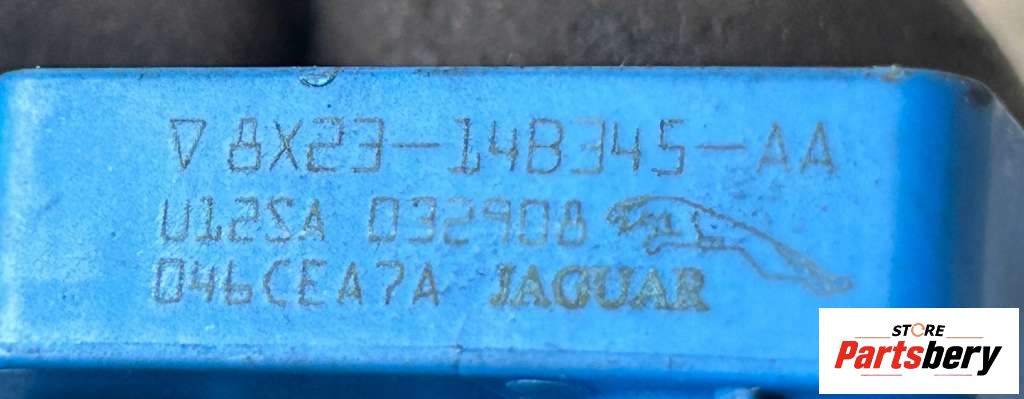 ∇ 8X23-14B345-AA
U12SA 032908
046CEA7A JAGUAR
STORE
Partsbery